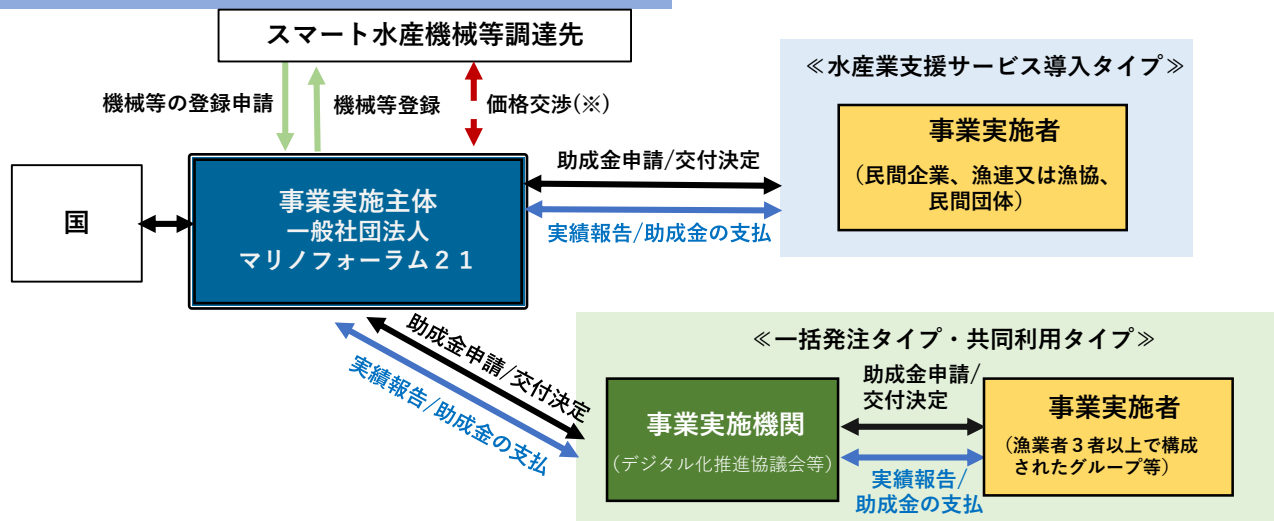 スマート水産機械等調達先
機械等の登録申請
機械等登録
価格交渉(※)
≪水産業支援サービス導入タイプ≫
事業実施者
（民間企業、漁連又は漁協、
民間団体）
助成金申請/交付決定
実績報告/助成金の支払
国
事業実施主体
一般社団法人
マリノフォーラム２１
助成金申請/交付決定
実績報告/助成金の支払
≪一括発注タイプ・共同利用タイプ≫
事業実施機関
（デジタル化推進協議会等）
助成金申請/
交付決定
実績報告/
助成金の支払
事業実施者
（漁業者３者以上で構成
されたグループ等）